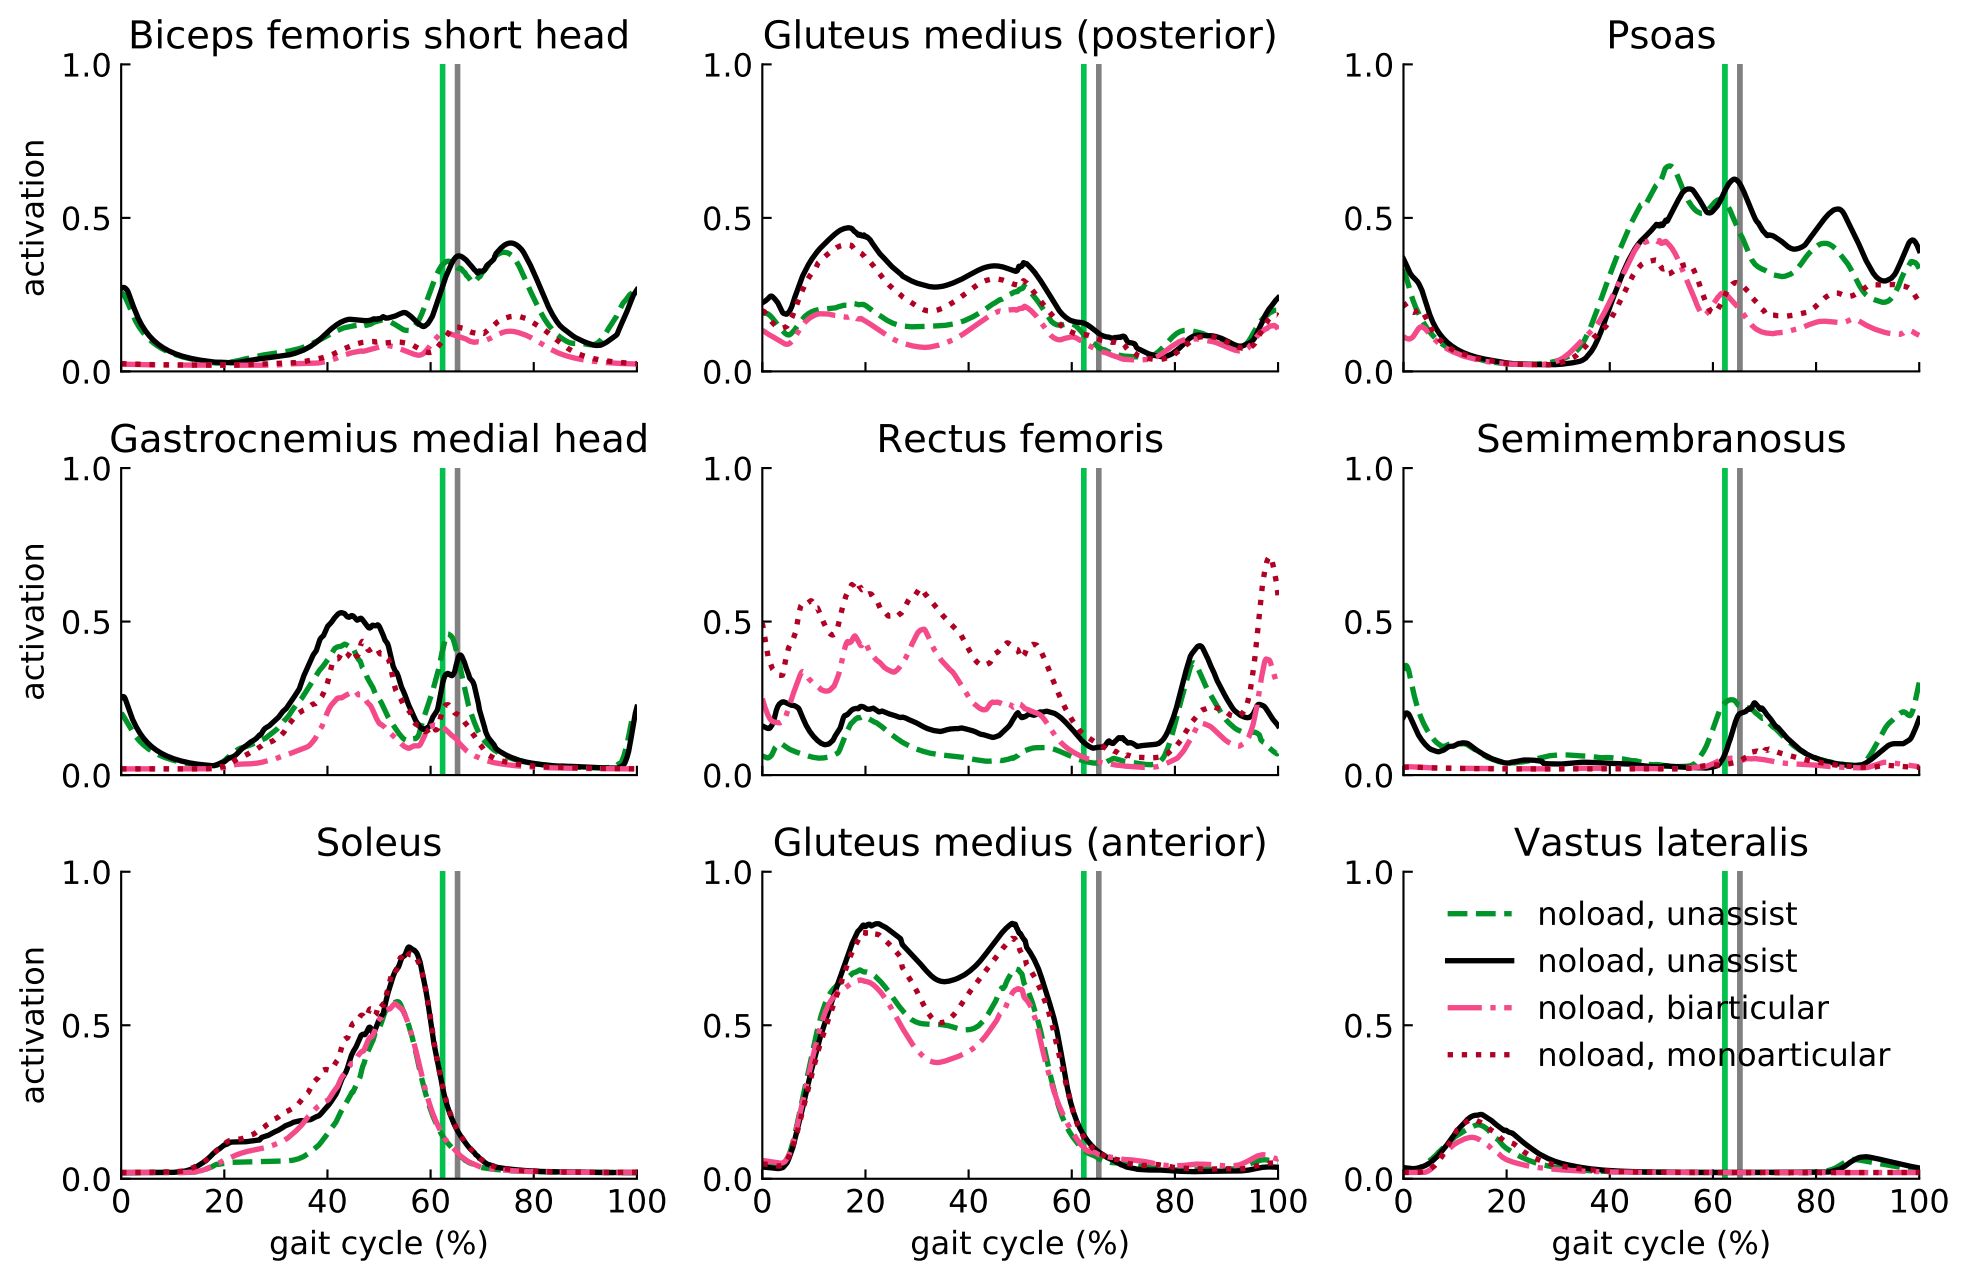 Biceps femoris short head
Gluteus medius (posterior)
Psoas
1.0
0.5
0.0
activation
1.0
0.5
0.0
1.0
0.5
0.0
Gastrocnemius medial head
Rectus femoris
Semimembranosus
1.0
0.5
0.0
activation
1.0
0.5
0.0
1.0
0.5
0.0
Soleus
Gluteus medius (anterior)
Vastus lateralis
1.0
0.5
0.0
activation
0 20 40 60 80 100
gait cycle (%)
1.0
0.5
0.0
0 20 40 60 80 100
gait cycle (%)
1.0
0.5
0.0
noload, unassist
noload, unassist
noload, biarticular
noload, monoarticular
0 20 40 60 80 100
gait cycle (%)